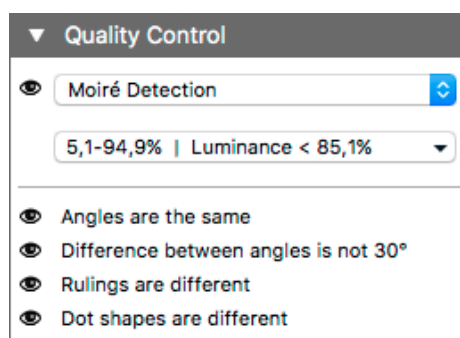 Quality Control
Moiré Detection
5,1-94,9% | Luminance < 85,1%
Angles are the same
Difference between angles is not 30°
Rulings are different
Dot shapes are different